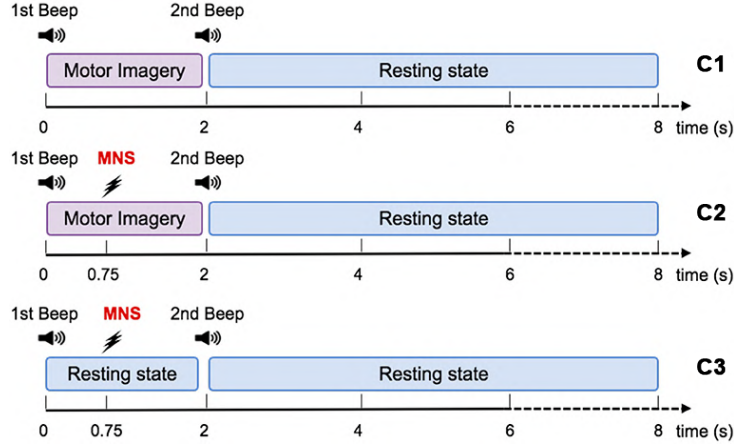 1st Beep 2nd Beep
Motor Imagery Resting state C1
0 2 4 6 8 time (s)
1st Beep MNS 2nd Beep
Motor Imagery Resting state C2
0 0.75 2 4 6 8 time (s)
1st Beep MNS 2nd Beep
Resting state Resting state C3
0 0.75 2 4 6 8 time (s)